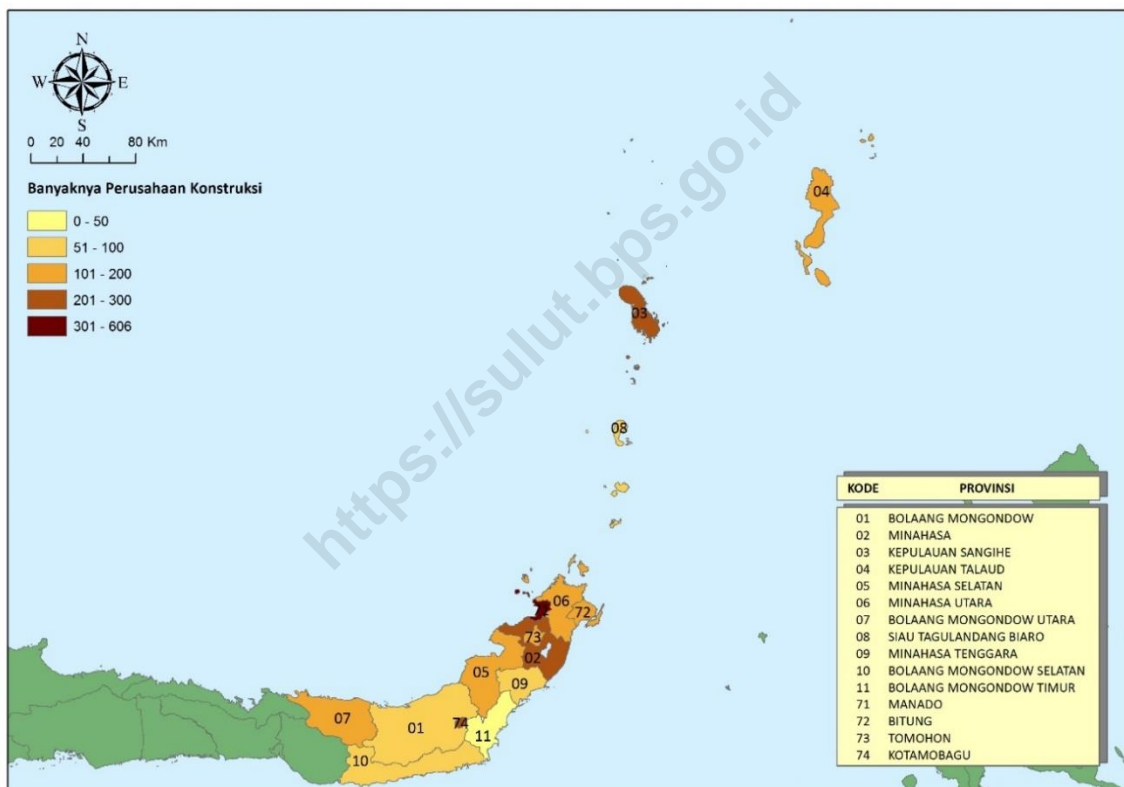 N
W E
S
0 20 40 80 Km
Banyaknya Perusahaan Konstruksi
0 - 50
51 - 100
101 - 200
201 - 300
301 - 606
https://sulut.bps.go.id
04
03
08
06
72
73
02
05
09
07
01
74
11
10
KODE PROVINSI
01 BOLAANG MONGONDOW
02 MINAHASA
03 KEPULAUAN SANGIHE
04 KEPULAUAN TALAUD
05 MINAHASA SELATAN
06 MINAHASA UTARA
07 BOLAANG MONGONDOW UTARA
08 SIAU TAGULANDANG BIARO
09 MINAHASA TENGGARA
10 BOLAANG MONGONDOW SELATAN
11 BOLAANG MONGONDOW TIMUR
71 MANADO
72 BITUNG
73 TOMOHON
74 KOTAMOBAGU